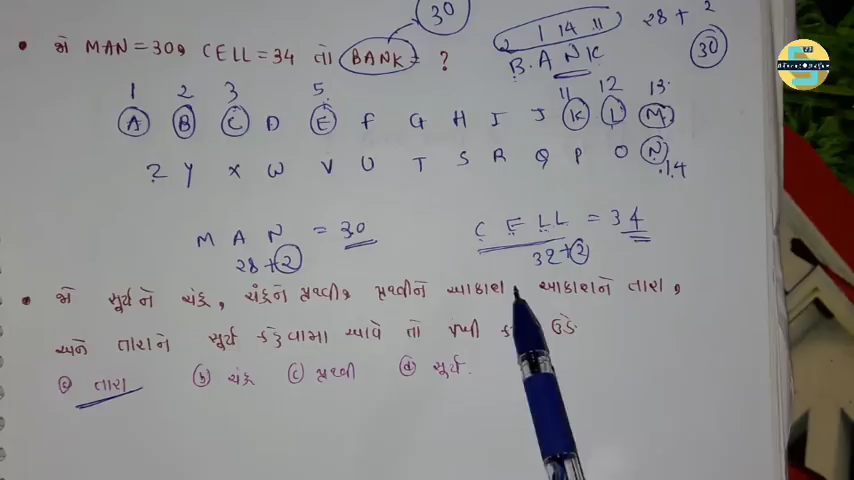 30
2 1 14 11
28 + 2
30
જો MAN = 30, CELL = 34 તો BANK = ?
B A N K
1 2 3 5 11 12 13
A B C D E F G H I J K L M
Z Y X W V U T S R Q P O N
14
M A N = 30
28 + 2
C E L L = 34
32 + 2
જો સૂર્ય ને ચંદ્ર, ચંદ્રને પૃથ્વી, પૃથ્વીને આકાશ, આકાશને તારા,
અને તારાને સૂર્ય કહેવામા આવે તો પંખી ઉડે
(a) તારા (b) ચંદ્ર (c) પૃથ્વી (d) સૂર્ય.